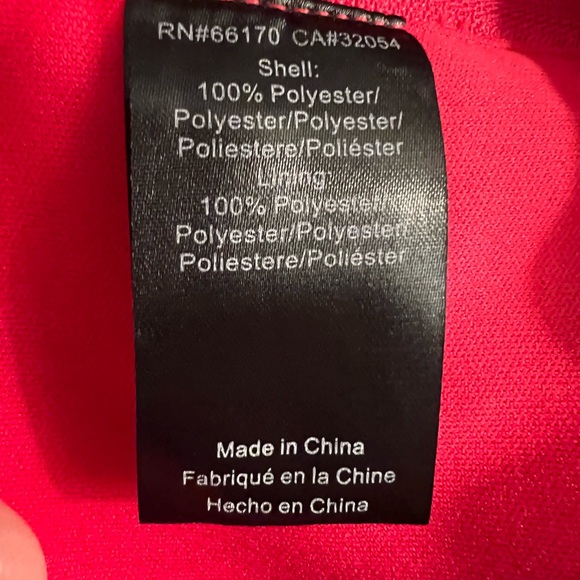 RN#66170 CA#32054
Shell:
100% Polyester/
Polyester/Polyester/
Poliestere/Poliéster
Lining:
100% Polyester/
Polyester/Polyester/
Poliestere/Poliéster
Made in China
Fabriqué en la Chine
Hecho en China